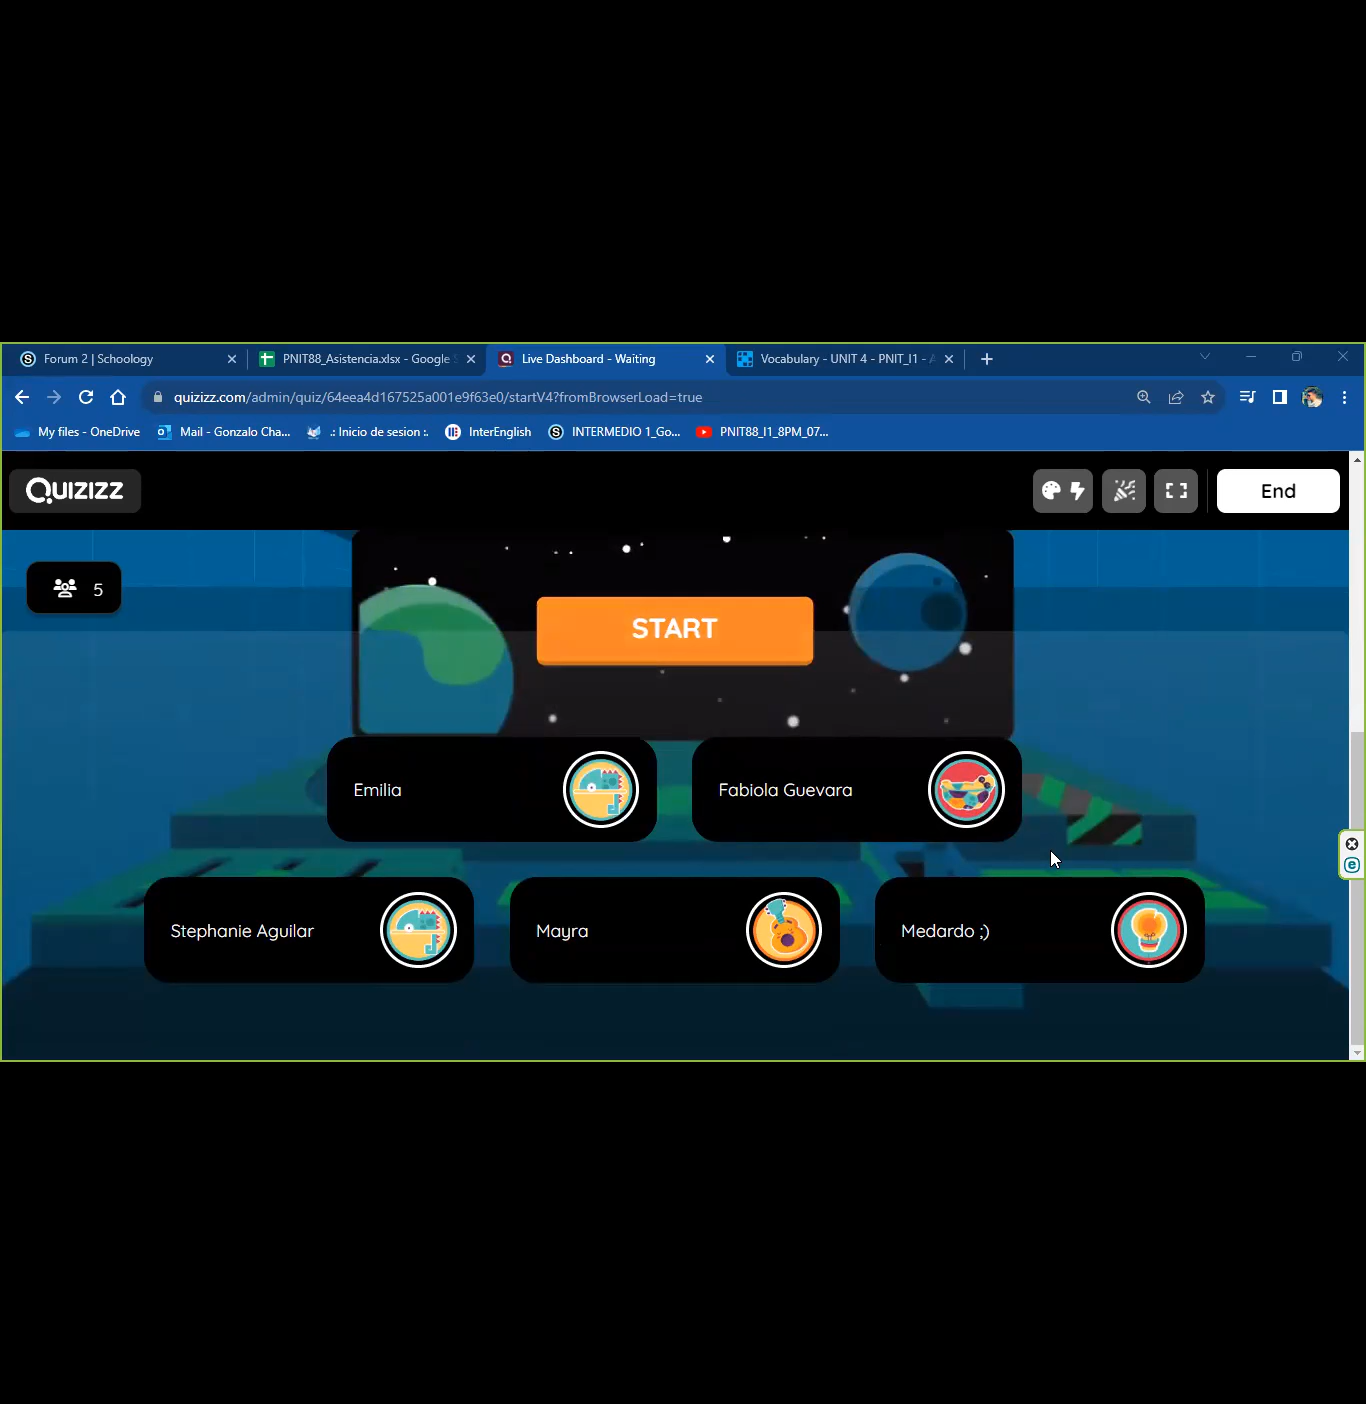 Forum 2 | Schoology
PNIT88_Asistencia.xlsx - Google S
Live Dashboard - Waiting
Vocabulary - UNIT 4 - PNIT_I1 - A
quizizz.com/admin/quiz/64eea4d167525a001e9f63e0/startV4?fromBrowserLoad=true
My files - OneDrive
Mail - Gonzalo Cha...
.: Inicio de sesion :.
InterEnglish
INTERMEDIO 1_Go...
PNIT88_I1_8PM_07...
QUIZIZZ
End
5
START
Emilia
Fabiola Guevara
Stephanie Aguilar
Mayra
Medardo ;)